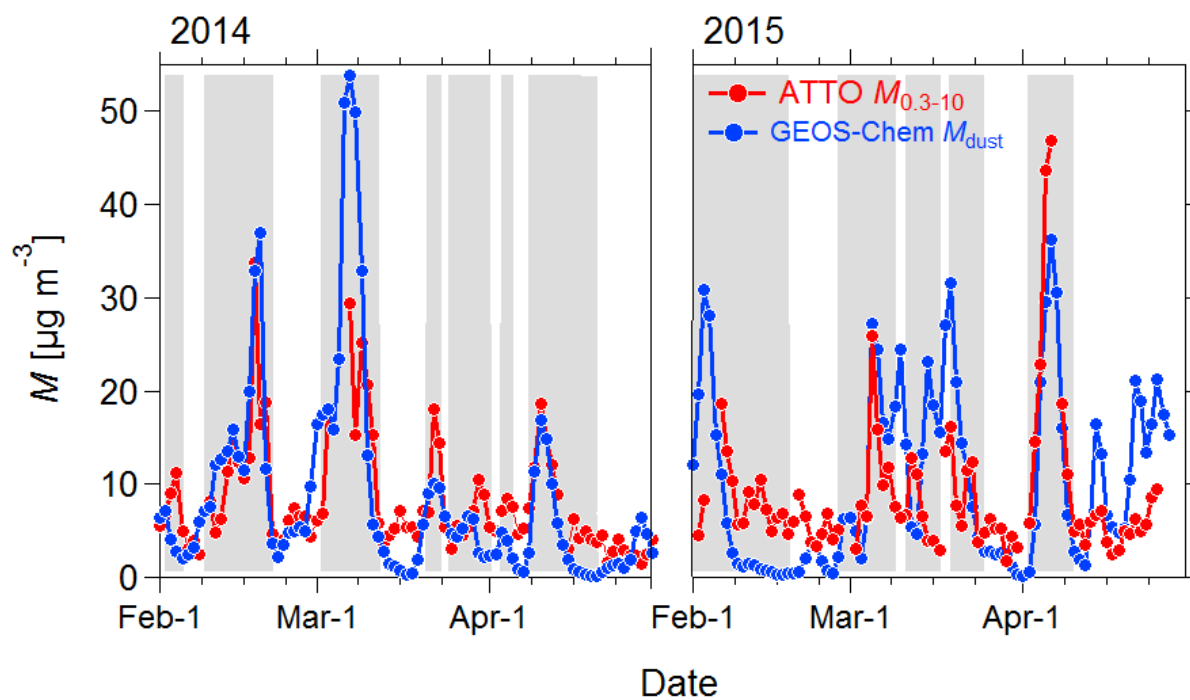 2014
2015
ATTO M0.3-10
GEOS-Chem Mdust
M [µg m-3]
50
40
30
20
10
0
Feb-1
Mar-1
Apr-1
Feb-1
Mar-1
Apr-1
Date